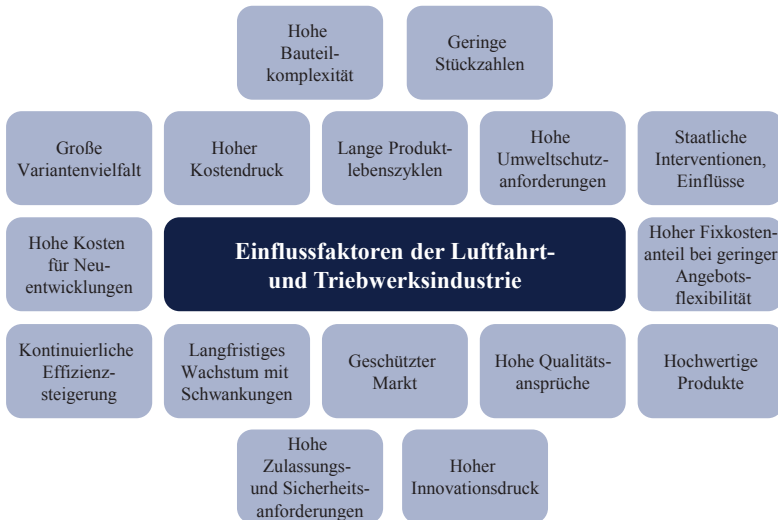 Hohe
Bauteil-
komplexität
Geringe
Stückzahlen
Große
Variantenvielfalt
Hoher
Kostendruck
Lange Produkt-
lebenszyklen
Hohe
Umweltschutz-
anforderungen
Staatliche
Interventionen,
Einflüsse
Hohe Kosten
für Neu-
entwicklungen
Einflussfaktoren der Luftfahrt-
und Triebwerksindustrie
Hoher Fixkosten-
anteil bei geringer
Angebots-
flexibilität
Kontinuierliche
Effizienz-
steigerung
Langfristiges
Wachstum mit
Schwankungen
Geschützter
Markt
Hohe Qualitäts-
ansprüche
Hochwertige
Produkte
Hohe
Zulassungs-
und Sicherheits-
anforderungen
Hoher
Innovationsdruck